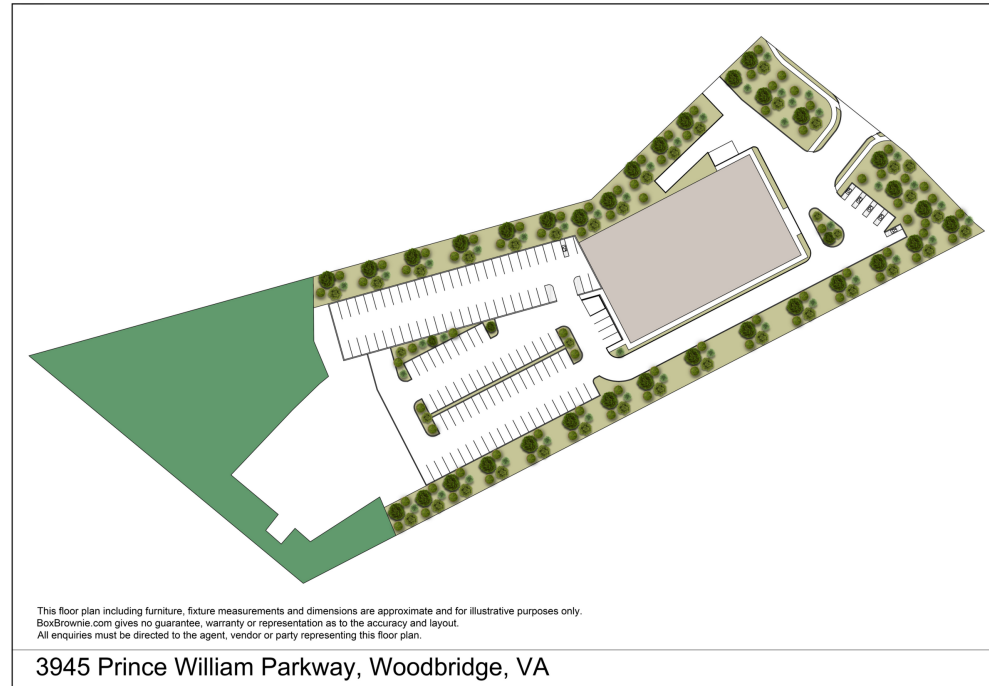 This floor plan including furniture, fixture measurements and dimensions are approximate and for illustrative purposes only.
BoxBrownie.com gives no guarantee, warranty or representation as to the accuracy and layout.
All enquiries must be directed to the agent, vendor or party representing this floor plan.
3945 Prince William Parkway, Woodbridge, VA